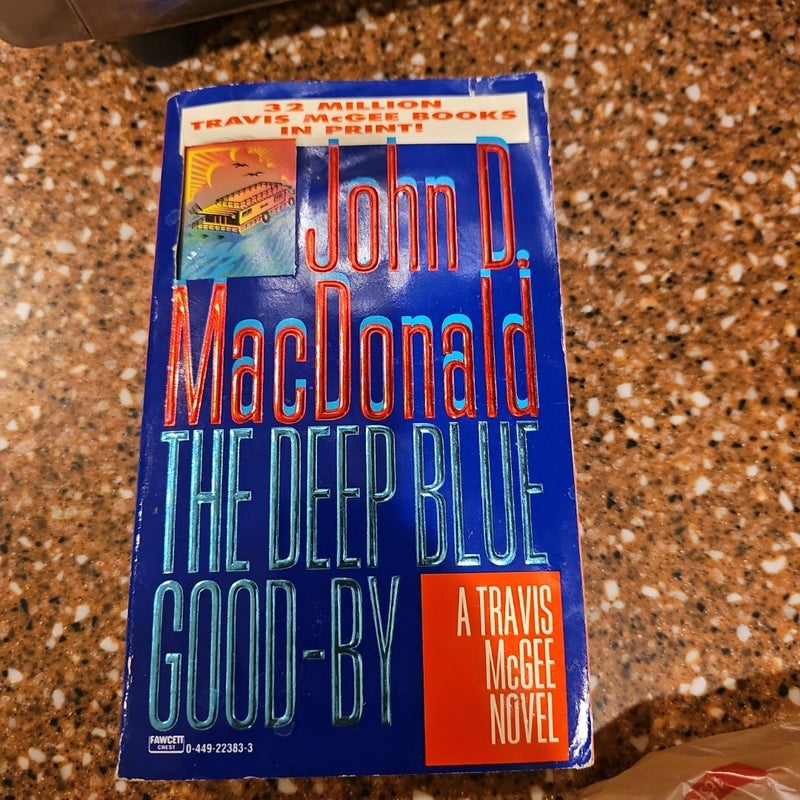 32 MILLION
TRAVIS McGEE BOOKS
IN PRINT!
John D.
MacDonald
THE DEEP BLUE
GOOD-BY
A TRAVIS
McGEE
NOVEL
FAWCETT
CREST
0-449-22383-3